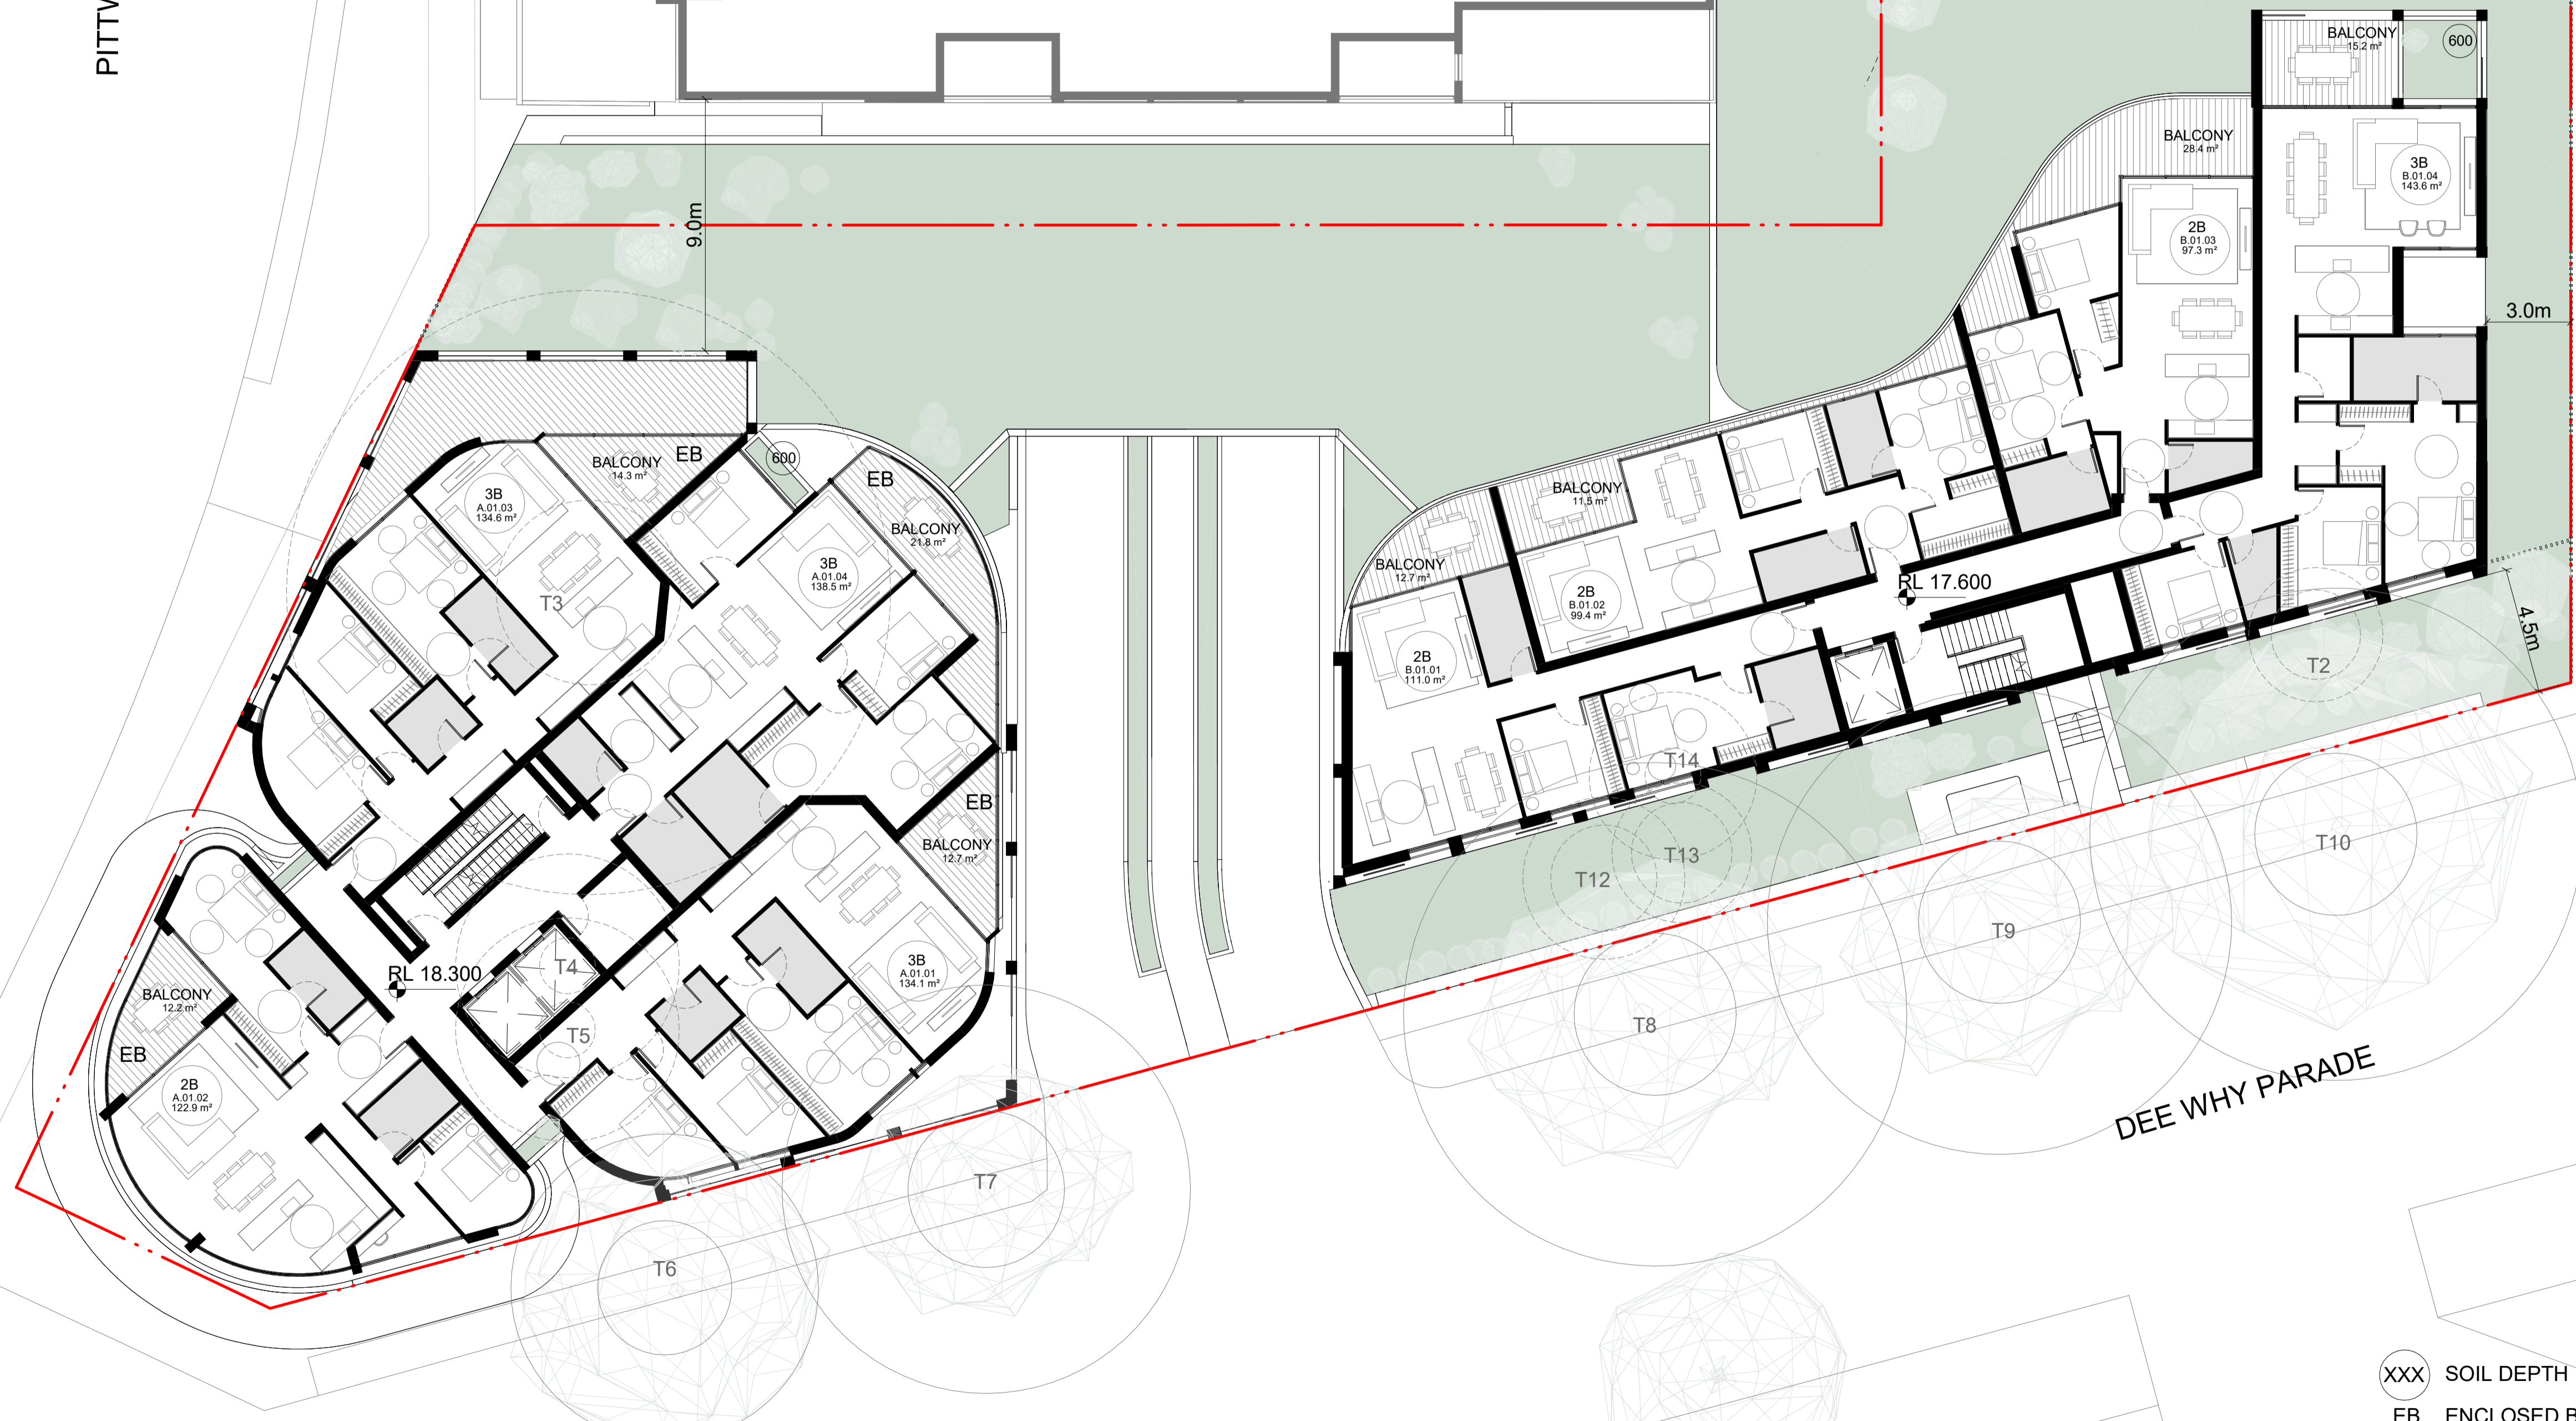 PITTW
BALCONY
15.2 m²
600
BALCONY
28.4 m²
3B
B.01.04
143.6 m²
2B
B.01.03
97.3 m²
9.0m
3.0m
BALCONY
14.3 m²
EB
600
EB
BALCONY
21.8 m²
3B
A.01.03
134.6 m²
T3
3B
A.01.04
138.5 m²
BALCONY
11.5 m²
BALCONY
12.7 m²
2B
B.01.02
99.4 m²
RL 17.600
2B
B.01.01
111.0 m²
4.5m
T2
T14
EB
BALCONY
12.7 m²
T13
T12
T10
T9
RL 18.300
T4
3B
A.01.01
134.1 m²
BALCONY
12.2 m²
T5
T8
EB
2B
A.01.02
122.9 m²
DEE WHY PARADE
T7
T6
XXX SOIL DEPTH
EB ENCLOSED B